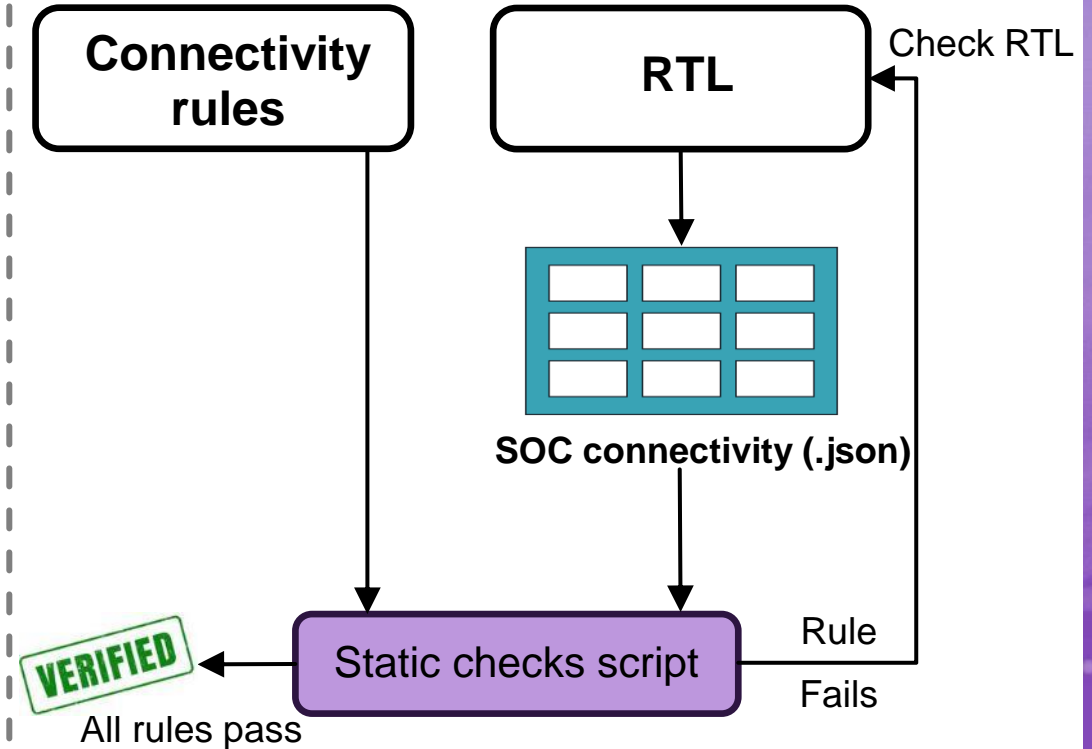 Connectivity
rules
RTL
Check RTL
SOC connectivity (.json)
Static checks script
Rule
Fails
VERIFIED
All rules pass